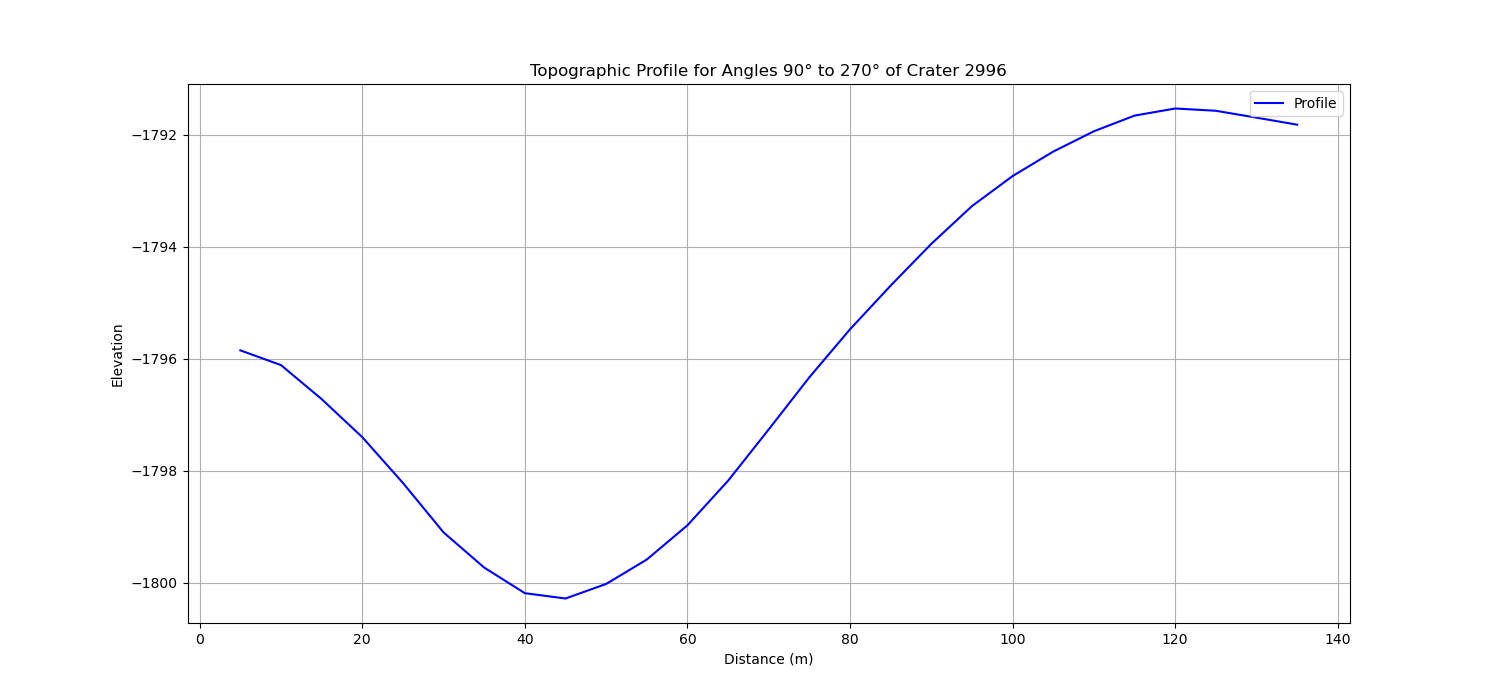 Topographic Profile for Angles 90° to 270° of Crater 2996
Profile
−1792
−1794
−1796
−1798
−1800
Elevation
0 20 40 60 80 100 120 140
Distance (m)